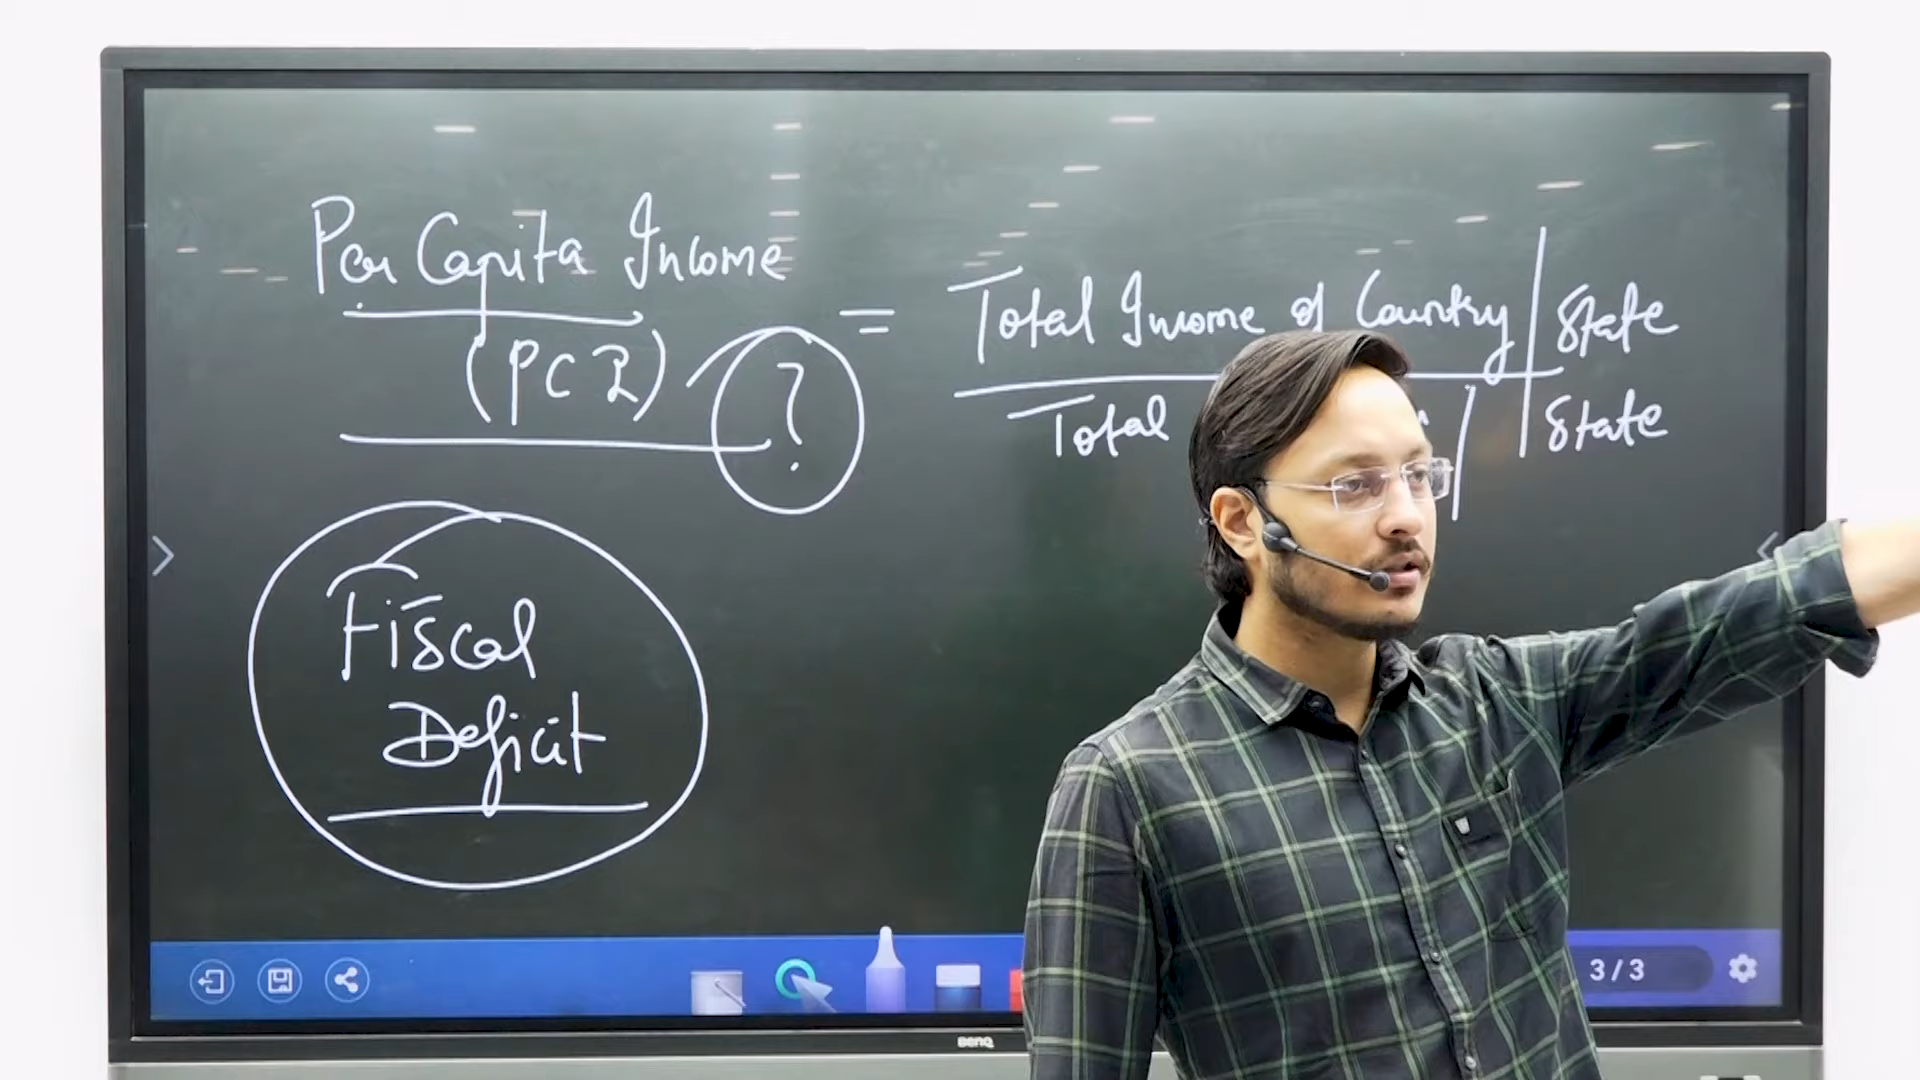 Per Capita Income
(PCI)
?
= Total Income of Country | State
Total | State
Fiscal
Deficit
3/3
BenQ